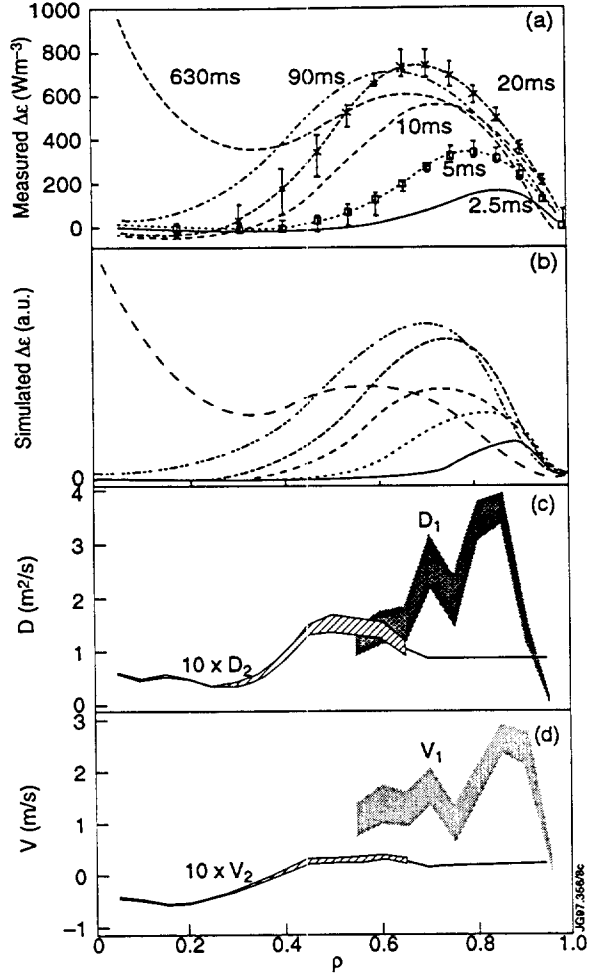 Measured Δε (Wm⁻³)
1000
800
600
400
200
0
(a)
630ms
90ms
20ms
10ms
5ms
2.5ms
Simulated Δε (a.u.)
0
(b)
D (m²/s)
4
3
2
1
0
(c)
D₁
10 x D₂
V (m/s)
3
2
1
0
−1
(d)
V₁
10 x V₂
0
0.2
0.4
0.6
0.8
1.0
ρ
JG97.356/8c